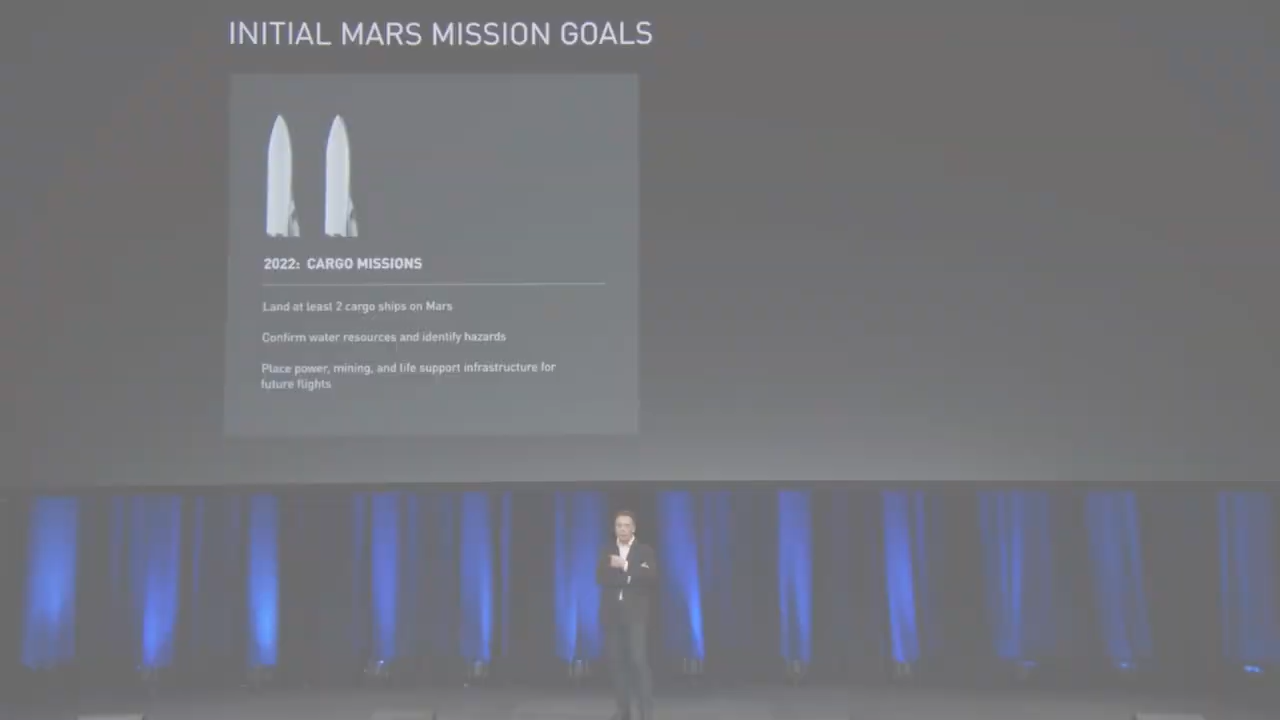 INITIAL MARS MISSION GOALS
2022: CARGO MISSIONS
Land at least 2 cargo ships on Mars
Confirm water resources and identify hazards
Place power, mining, and life support infrastructure for
future flights